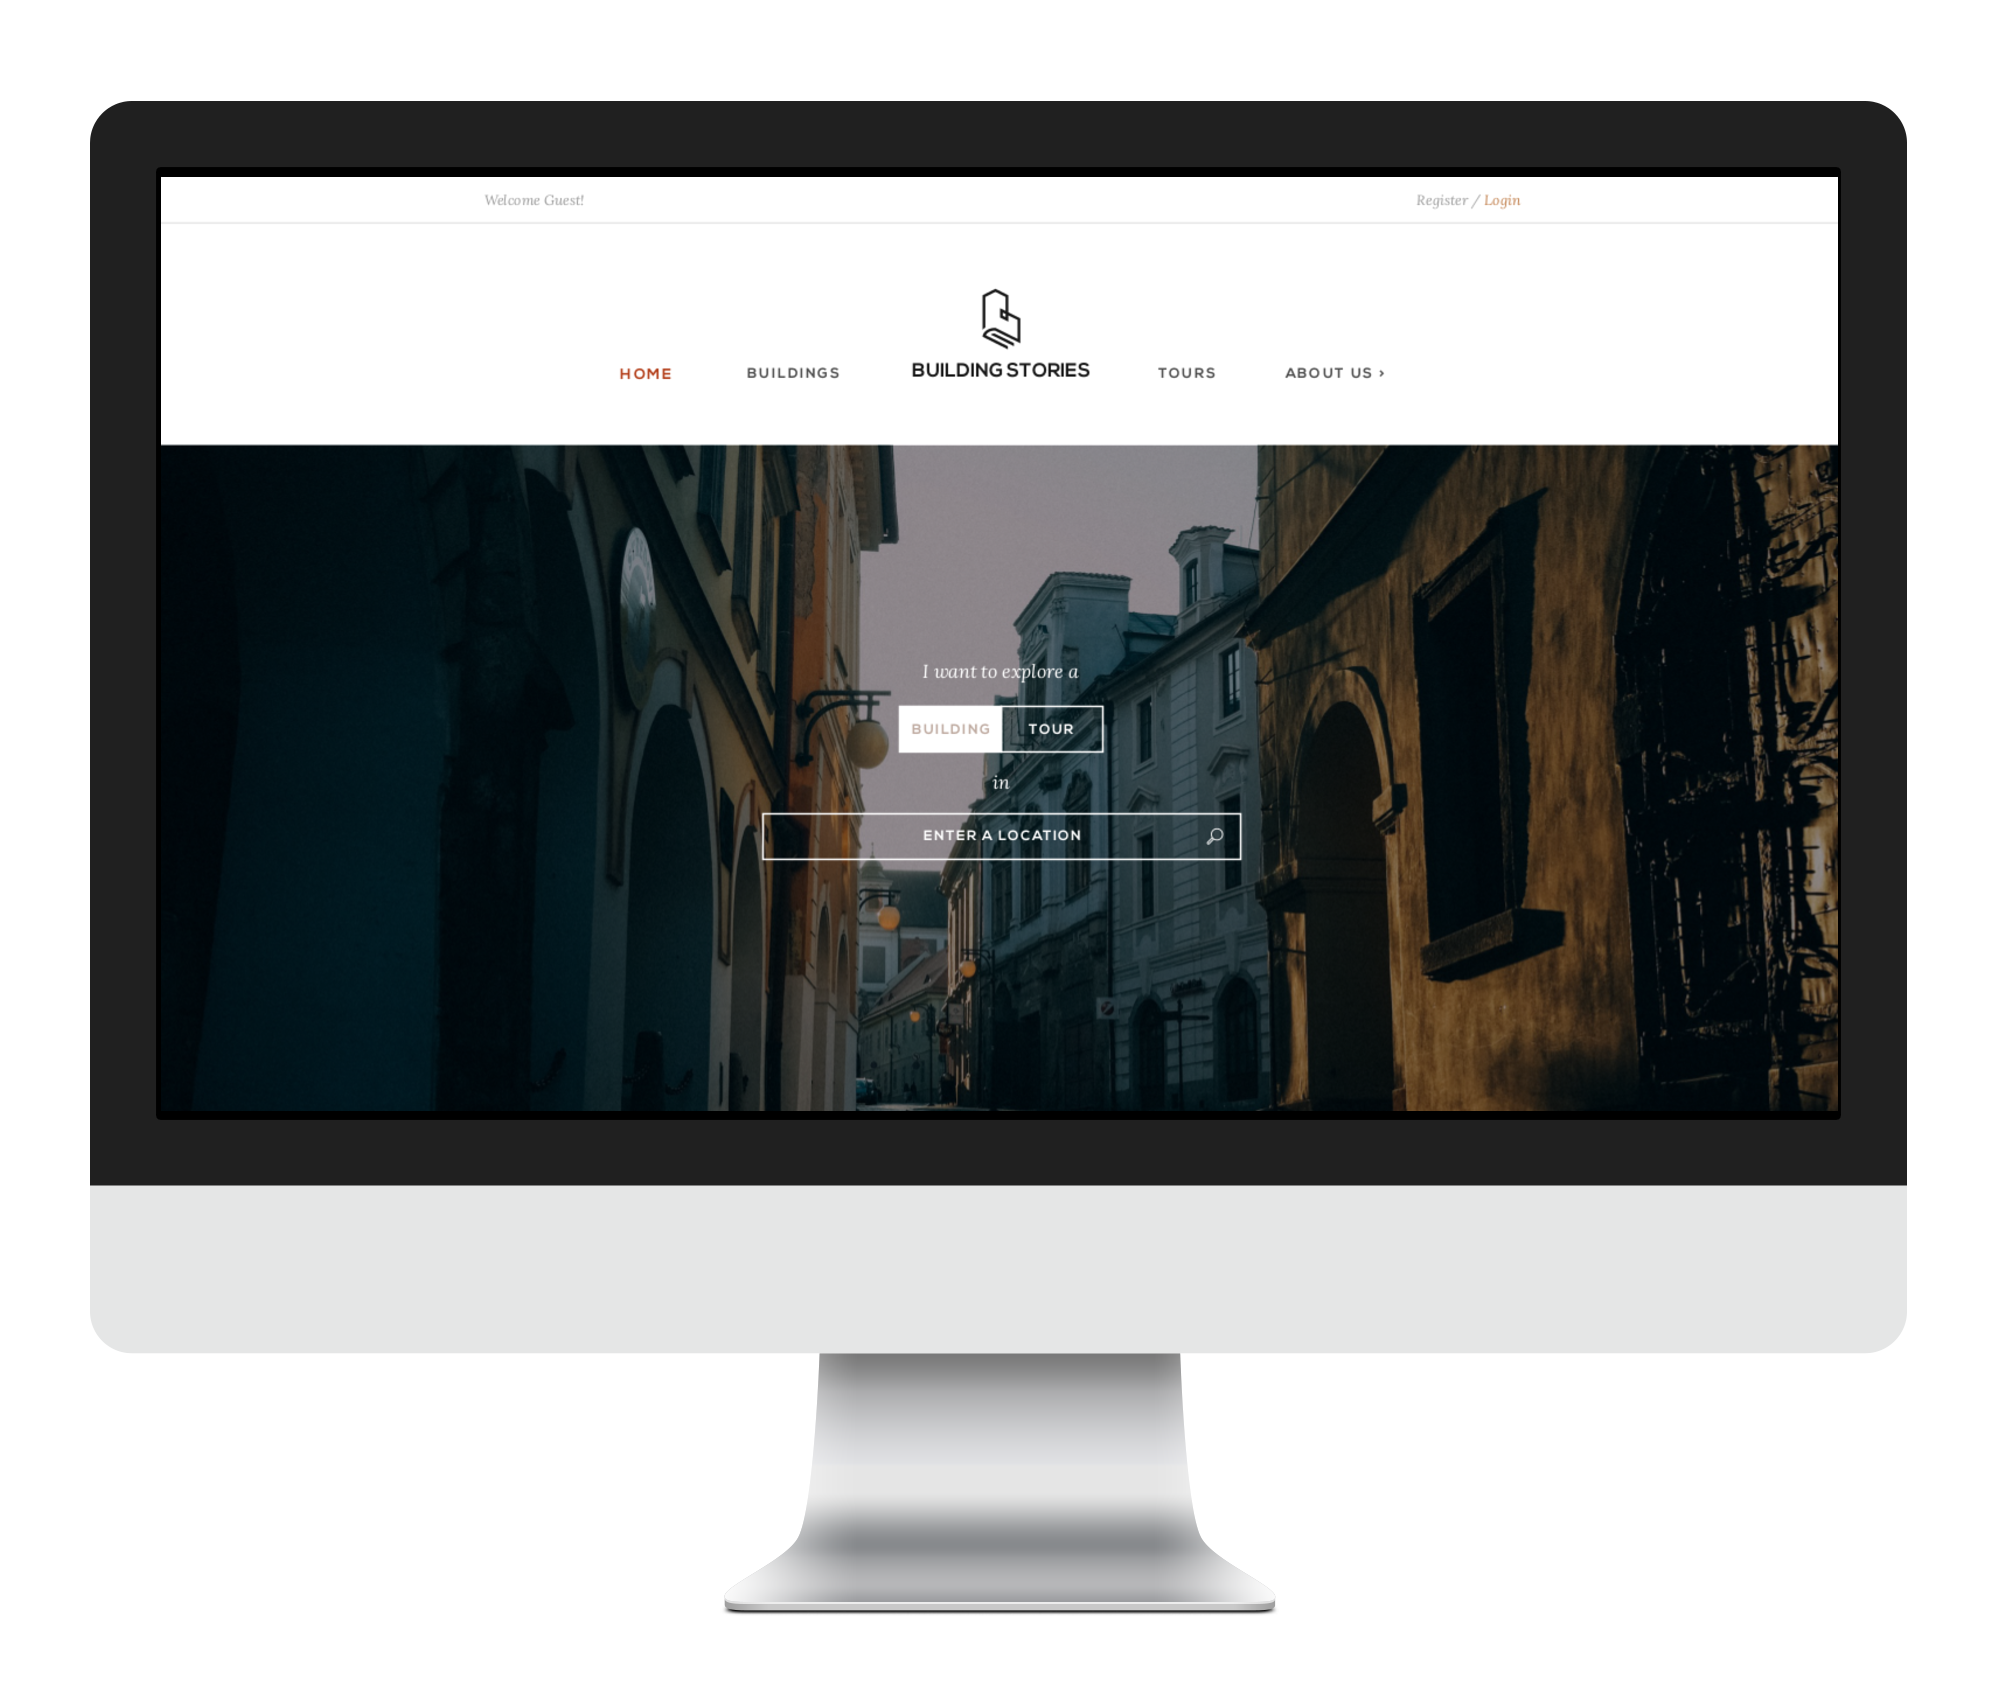 Welcome Guest! Register / Login
HOME BUILDINGS BUILDING STORIES TOURS ABOUT US ›
I want to explore a
BUILDING TOUR
in
ENTER A LOCATION